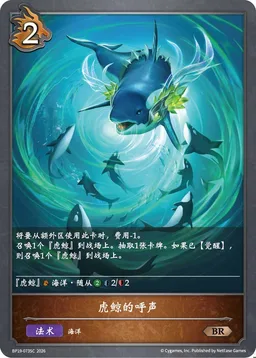 2
特要从额外区使用此卡时，费用-1。
召唤1个『虎鲸』到战场上。抽取1张卡牌。如果已【觉醒】，
则召唤1个『虎鲸』到战场上。
虎鲸 海洋・随从 2 2/2
虎鲸的呼声
法术 海洋
BR
© Cygames, Inc. Published by NetEase Games